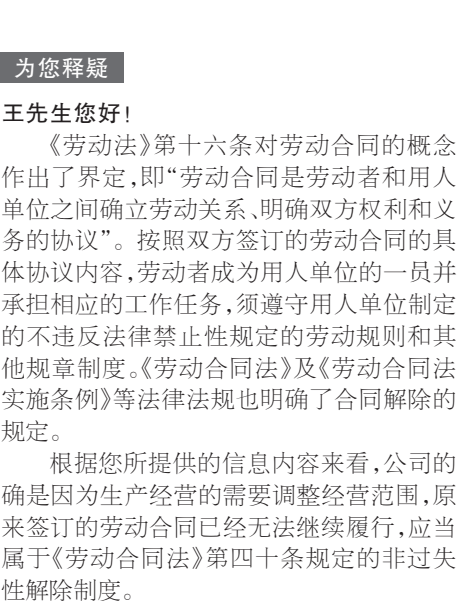 为您释疑
王先生您好！
《劳动法》第十六条对劳动合同的概念
作出了界定，即“劳动合同是劳动者和用人
单位之间确立劳动关系、明确双方权利和义
务的协议”。按照双方签订的劳动合同的具
体协议内容，劳动者成为用人单位的一员并
承担相应的工作任务，须遵守用人单位制定
的不违反法律禁止性规定的劳动规则和其
他规章制度。《劳动合同法》及《劳动合同法
实施条例》等法律法规也明确了合同解除的
规定。
根据您所提供的信息内容来看，公司的
确是因为生产经营的需要调整经营范围，原
来签订的劳动合同已经无法继续履行，应当
属于《劳动合同法》第四十条规定的非过失
性解除制度。